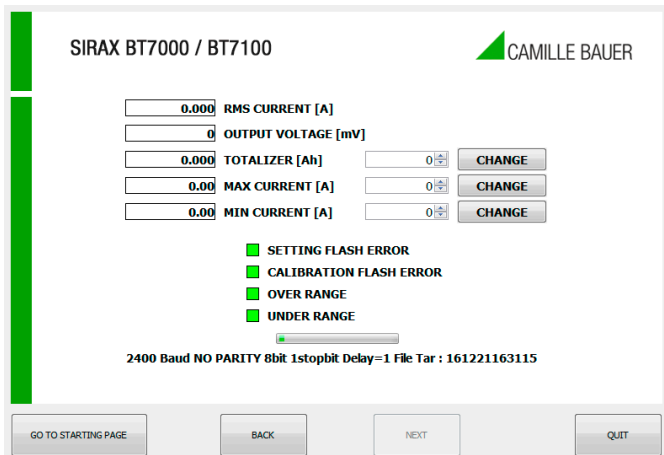 SIRAX BT7000 / BT7100
CAMILLE BAUER
0.000 RMS CURRENT [A]
0 OUTPUT VOLTAGE [mV]
0.000 TOTALIZER [Ah] 0 CHANGE
0.00 MAX CURRENT [A] 0 CHANGE
0.00 MIN CURRENT [A] 0 CHANGE
SETTING FLASH ERROR
CALIBRATION FLASH ERROR
OVER RANGE
UNDER RANGE
2400 Baud NO PARITY 8bit 1stopbit Delay=1 File Tar : 161221163115
GO TO STARTING PAGE BACK NEXT QUIT